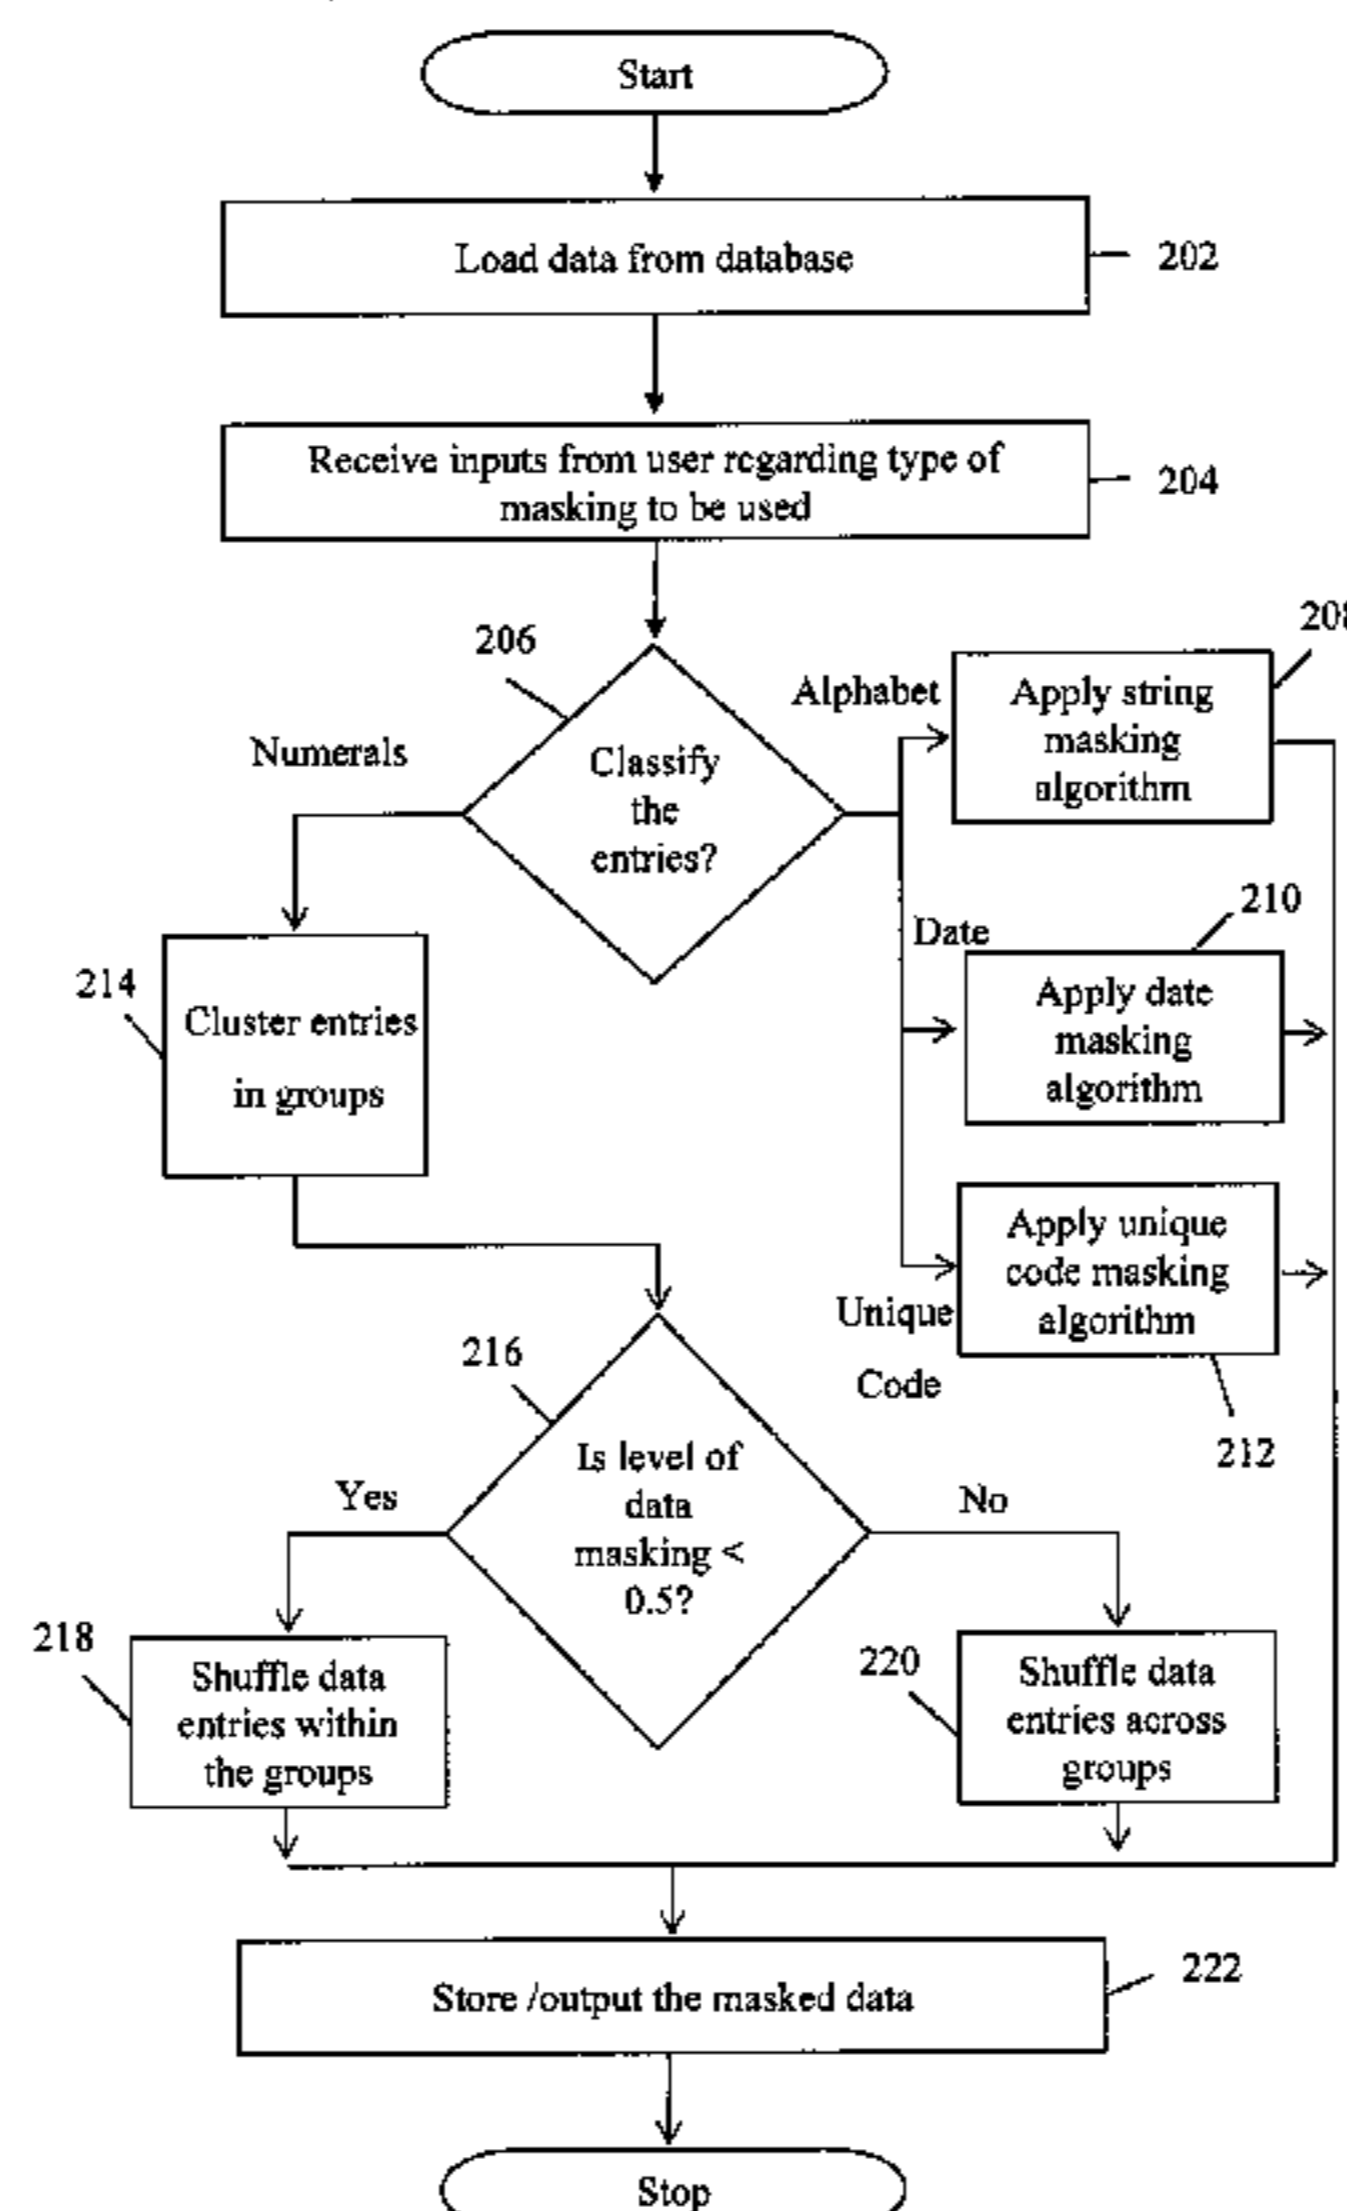 Start
Load data from database
202
Receive inputs from user regarding type of
masking to be used
204
206
Numerals
Classify
the
entries?
Alphabet
Apply string
masking
algorithm
Date
210
Apply date
masking
algorithm
214
Cluster entries
in groups
Apply unique
code masking
algorithm
Unique
Code
212
216
Is level of
data
masking <
0.5?
Yes
No
218
Shuffle data
entries within
the groups
220
Shuffle data
entries across
groups
Store /output the masked data
222
Stop